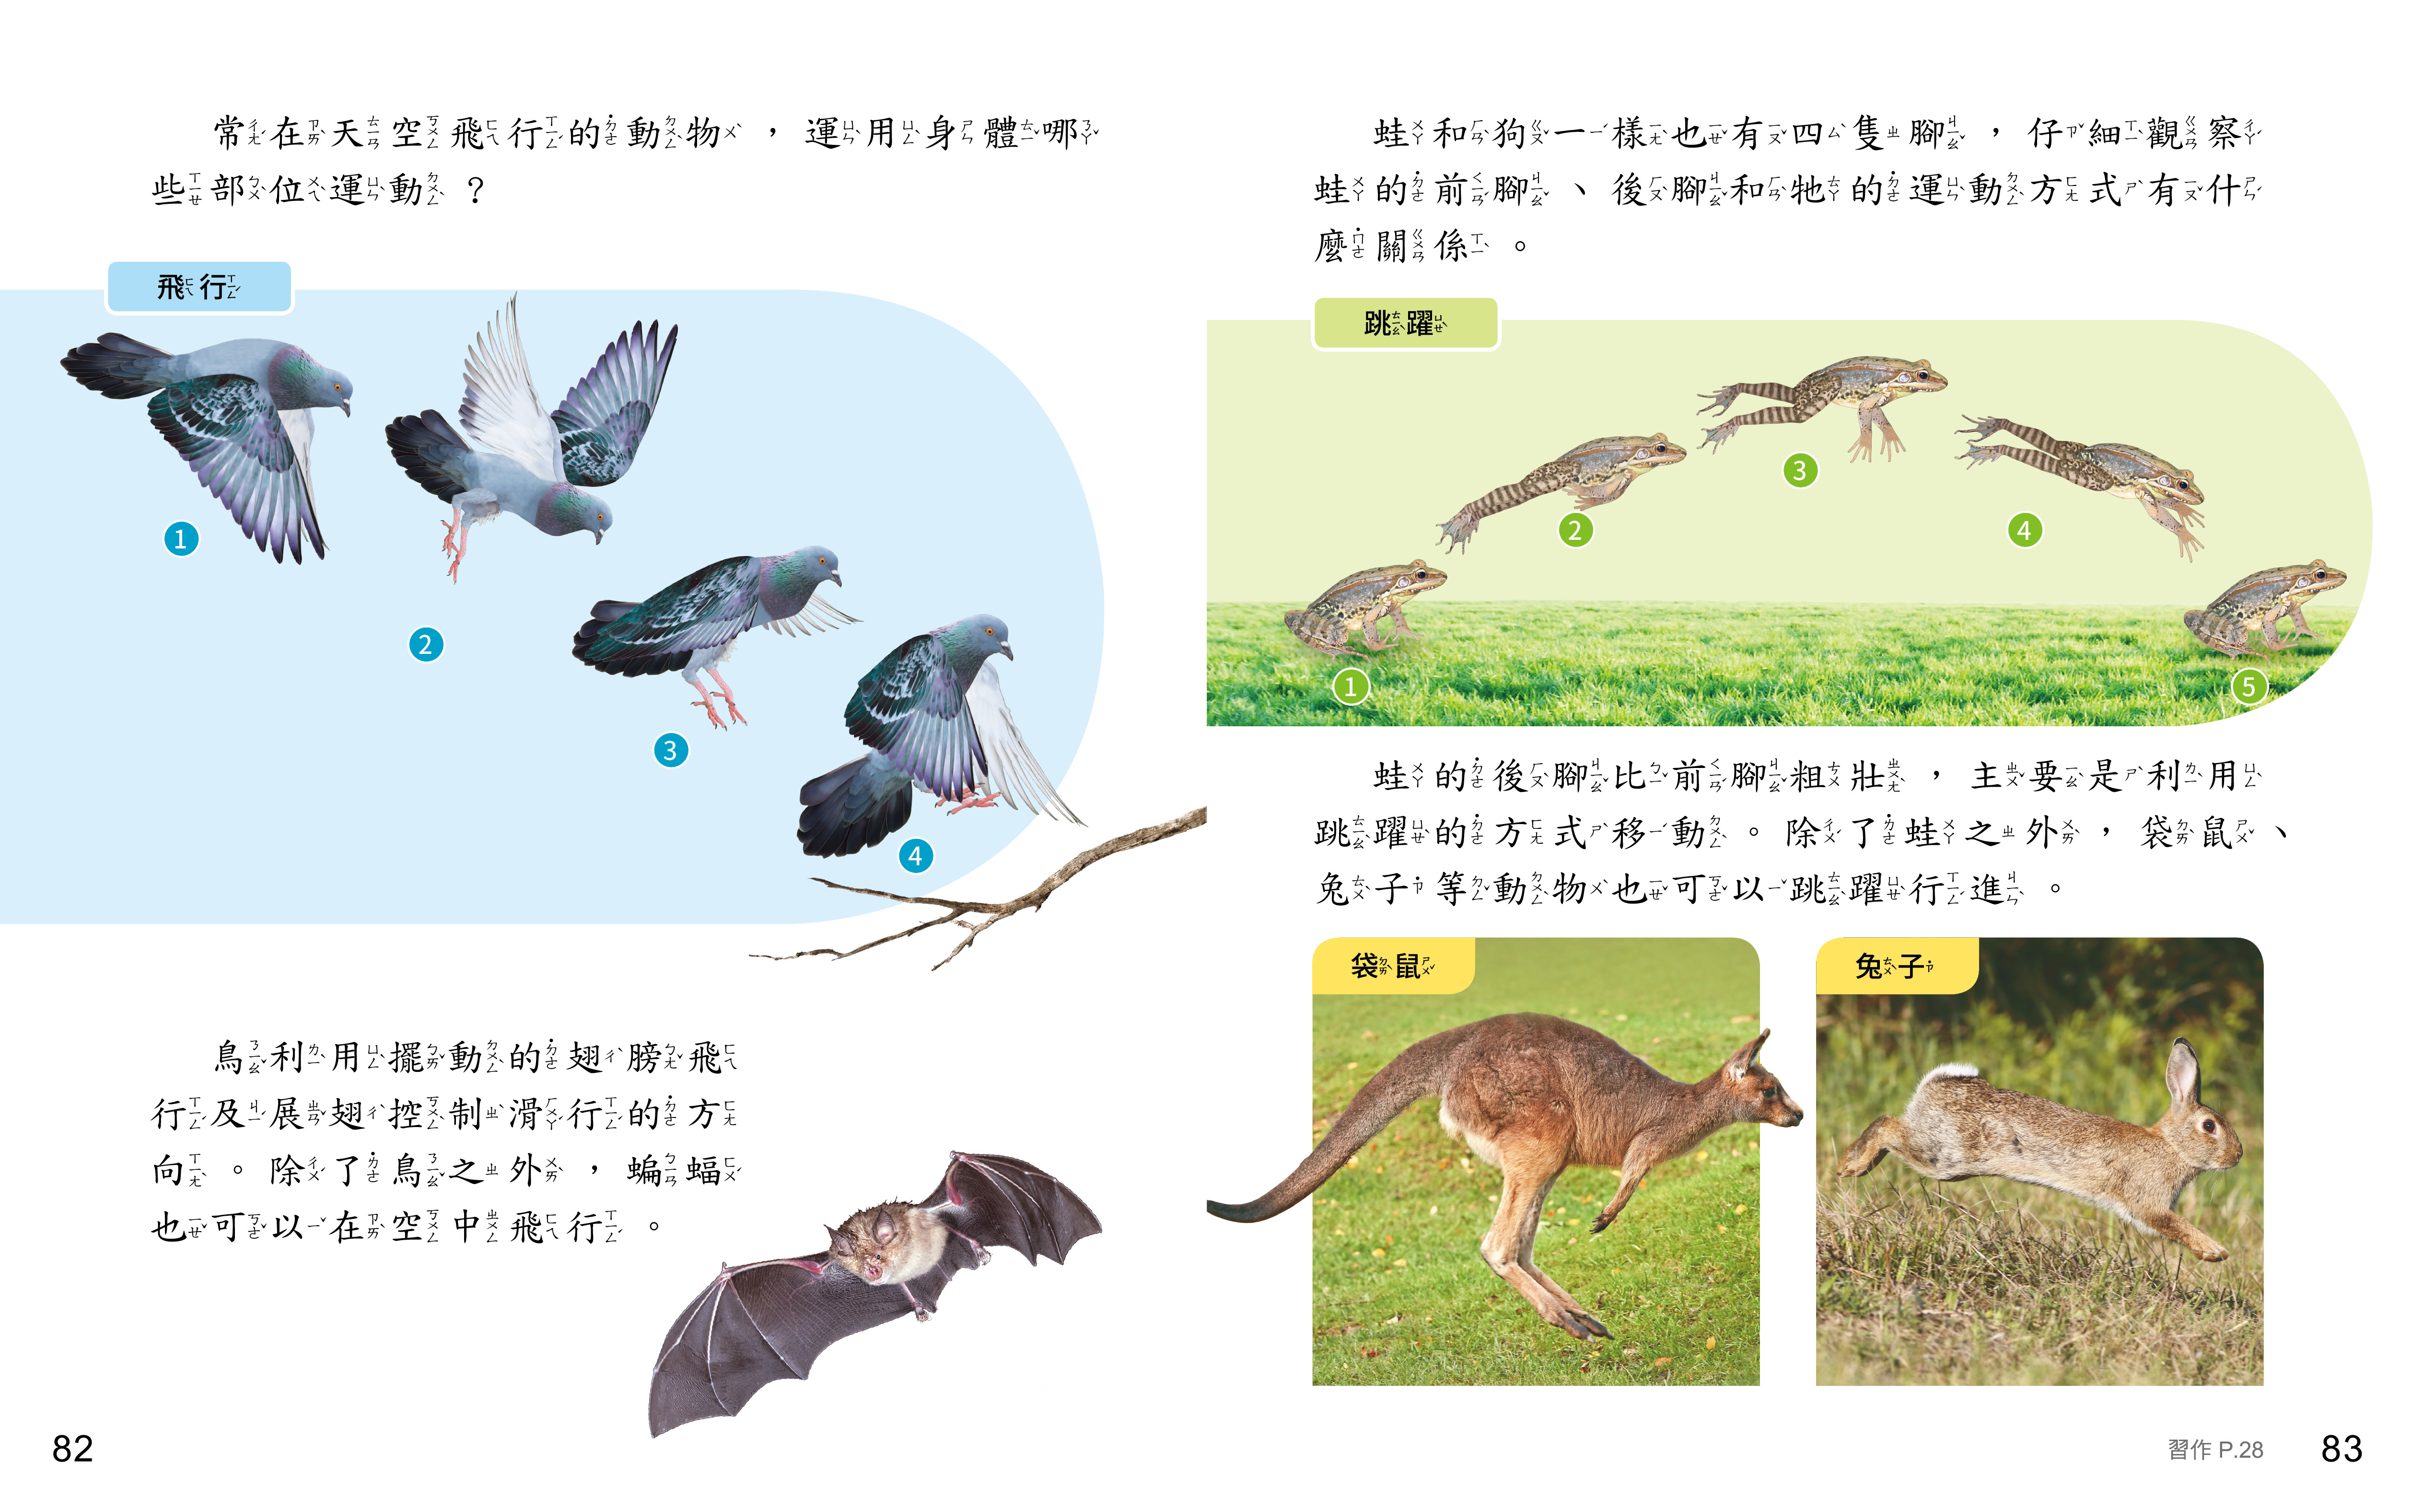 常在天空飛行的動物，運用身體哪
些部位運動？
飛行
1
2
3
4
鳥利用擺動的翅膀飛
行及展翅控制滑行的方
向。除了鳥之外，蝙蝠
也可以在空中飛行。
82
蛙和狗一樣也有四隻腳，仔細觀察
蛙的前腳、後腳和牠的運動方式有什
麼關係。
跳躍
1
2
3
4
5
蛙的後腳比前腳粗壯，主要是利用
跳躍的方式移動。除了蛙之外，袋鼠、
兔子等動物也可以跳躍行進。
袋鼠
兔子
習作 P.28
83